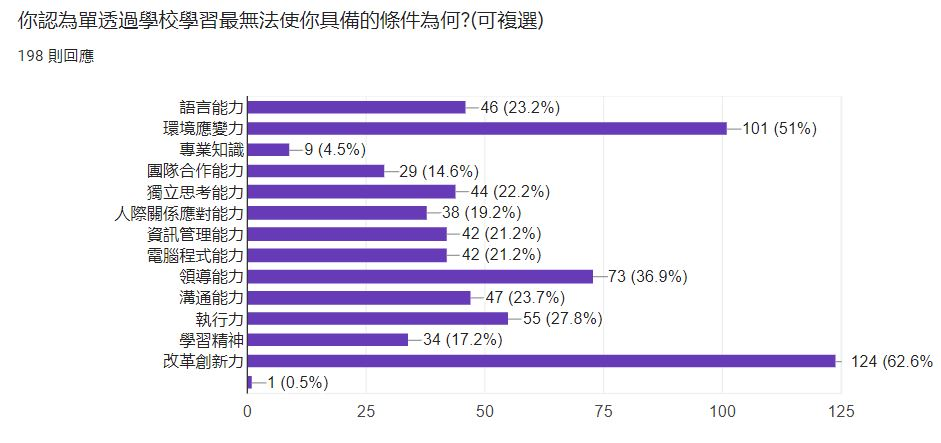 你認為單透過學校學習最無法使你具備的條件為何?(可複選)
198 則回應
語言能力 46 (23.2%)
環境應變力 101 (51%)
專業知識 9 (4.5%)
團隊合作能力 29 (14.6%)
獨立思考能力 44 (22.2%)
人際關係應對能力 38 (19.2%)
資訊管理能力 42 (21.2%)
電腦程式能力 42 (21.2%)
領導能力 73 (36.9%)
溝通能力 47 (23.7%)
執行力 55 (27.8%)
學習精神 34 (17.2%)
改革創新力 124 (62.6%
1 (0.5%)
0 25 50 75 100 125